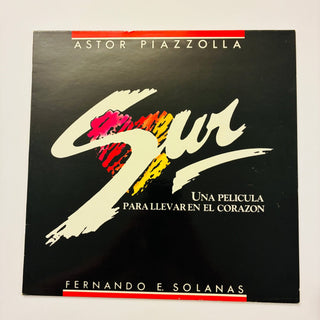 ASTOR PIAZZOLLA
Sur
UNA PELICULA
PARA LLEVAR EN EL CORAZON
FERNANDO E. SOLANAS